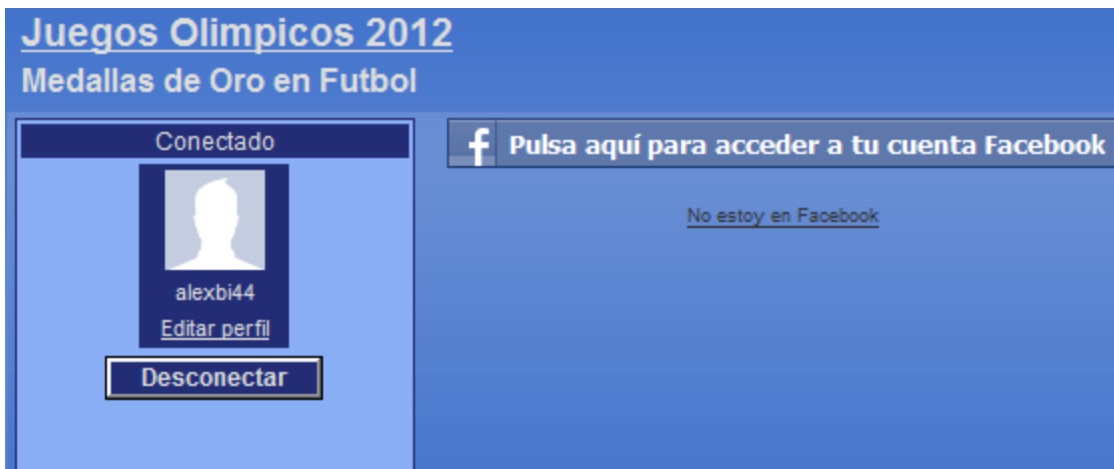 Juegos Olimpicos 2012
Medallas de Oro en Futbol
Conectado
alexbi44
Editar perfil
Desconectar
f Pulsa aquí para acceder a tu cuenta Facebook
No estoy en Facebook